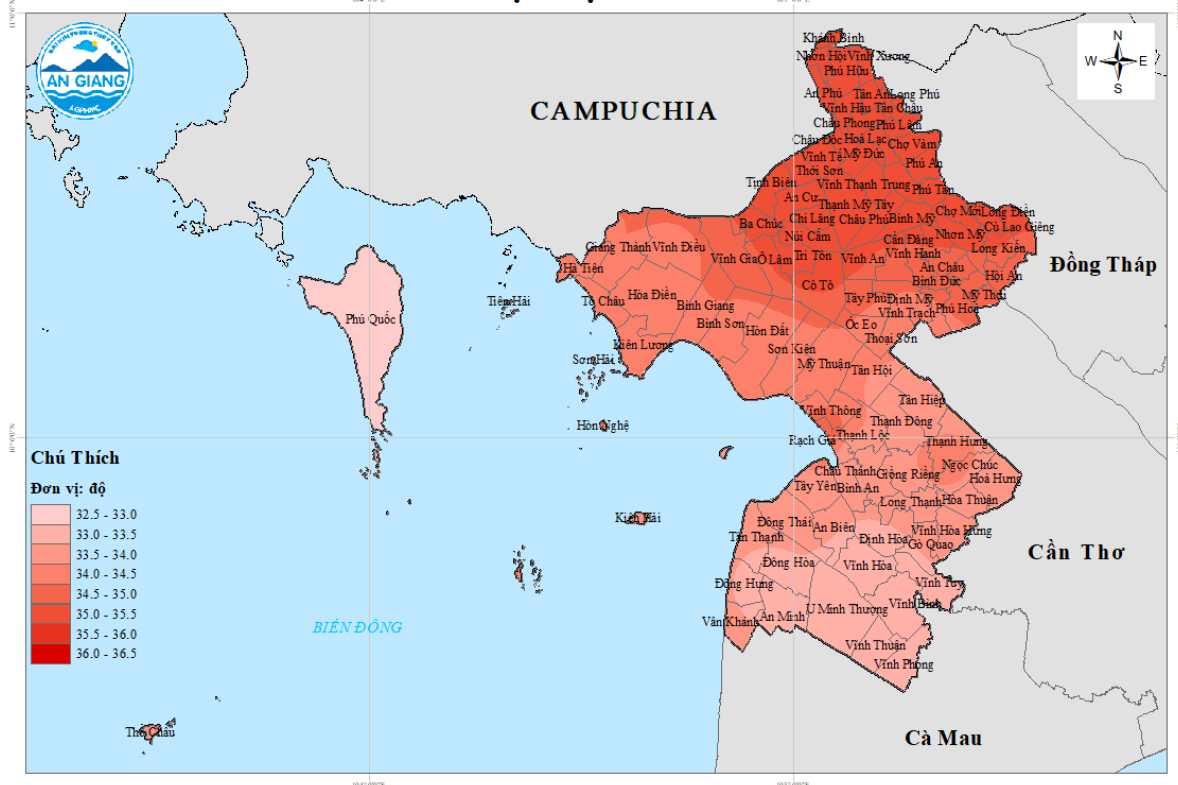 AN GIANG
N
W E
S
CAMPUCHIA
Đồng Tháp
Cần Thơ
Cà Mau
BIỂN ĐÔNG
Khánh Bình
Nhơn Hội
Vĩnh Xương
Phú Hữu
An Phú
Tân An
Long Phú
Vĩnh Hậu
Tân Châu
Châu Phong
Phú Lâm
Châu Đốc
Hoà Lạc
Chợ Vàm
Vĩnh Tế
Mỹ Đức
Phú An
Thới Sơn
Tịnh Biên
Vĩnh Thạnh Trung
Phú Tân
An Cư
Thạnh Mỹ Tây
Chợ Mới
Long Điền
Ba Chúc
Chi Lăng
Châu Phú
Bình Mỹ
Cù Lao Giêng
Núi Cấm
Cần Đăng
Nhơn Mỹ
Long Kiến
Giang Thành
Vĩnh Điều
Vĩnh Gia
Ô Lâm
Tri Tôn
Vĩnh An
Vĩnh Hanh
Hà Tiên
An Châu
Hội An
Bình Đức
Cô Tô
Tiên Hải
Tô Châu
Hòa Điền
Bình Giang
Tây Phú
Định Mỹ
Mỹ Thới
Phú Quốc
Bình Sơn
Hòn Đất
Óc Eo
Vĩnh Trạch
Phú Hoà
Kiên Lương
Sơn Kiên
Thoại Sơn
Sơn Hải
Mỹ Thuận
Tân Hội
Tân Hiệp
Hòn Nghệ
Vĩnh Thông
Thạnh Đông
Rạch Giá
Thạnh Lộc
Thạnh Hưng
Châu Thành
Giồng Riềng
Ngọc Chúc
Hoà Hưng
Tây Yên
Bình An
Long Thạnh
Hòa Thuận
Kiên Hải
Đông Thái
An Biên
Vĩnh Hòa Hưng
Tân Thạnh
Định Hòa
Gò Quao
Đông Hòa
Vĩnh Hòa
Đông Hưng
Vĩnh Tuy
U Minh Thượng
Vĩnh Bình
Vân Khánh
An Minh
Vĩnh Thuận
Vĩnh Phong
Thổ Châu
Chú Thích
Đơn vị: độ
32.5 - 33.0
33.0 - 33.5
33.5 - 34.0
34.0 - 34.5
34.5 - 35.0
35.0 - 35.5
35.5 - 36.0
36.0 - 36.5